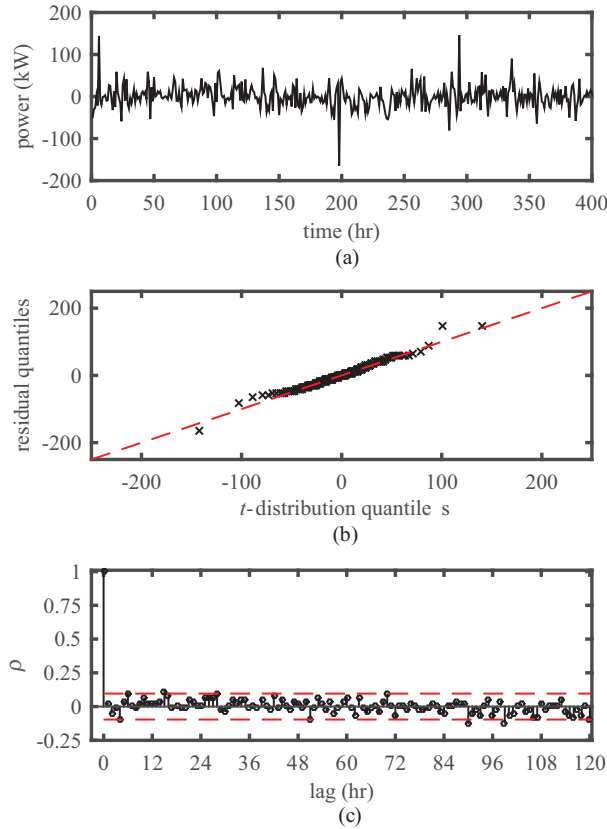 200
100
0
-100
-200
power (kW)
0 50 100 150 200 250 300 350 400
time (hr)
(a)
200
0
-200
residual quantiles
-200 -100 0 100 200
t-distribution quantile s
(b)
1
0.75
0.5
0.25
0
-0.25
ρ
0 12 24 36 48 60 72 84 96 108 120
lag (hr)
(c)